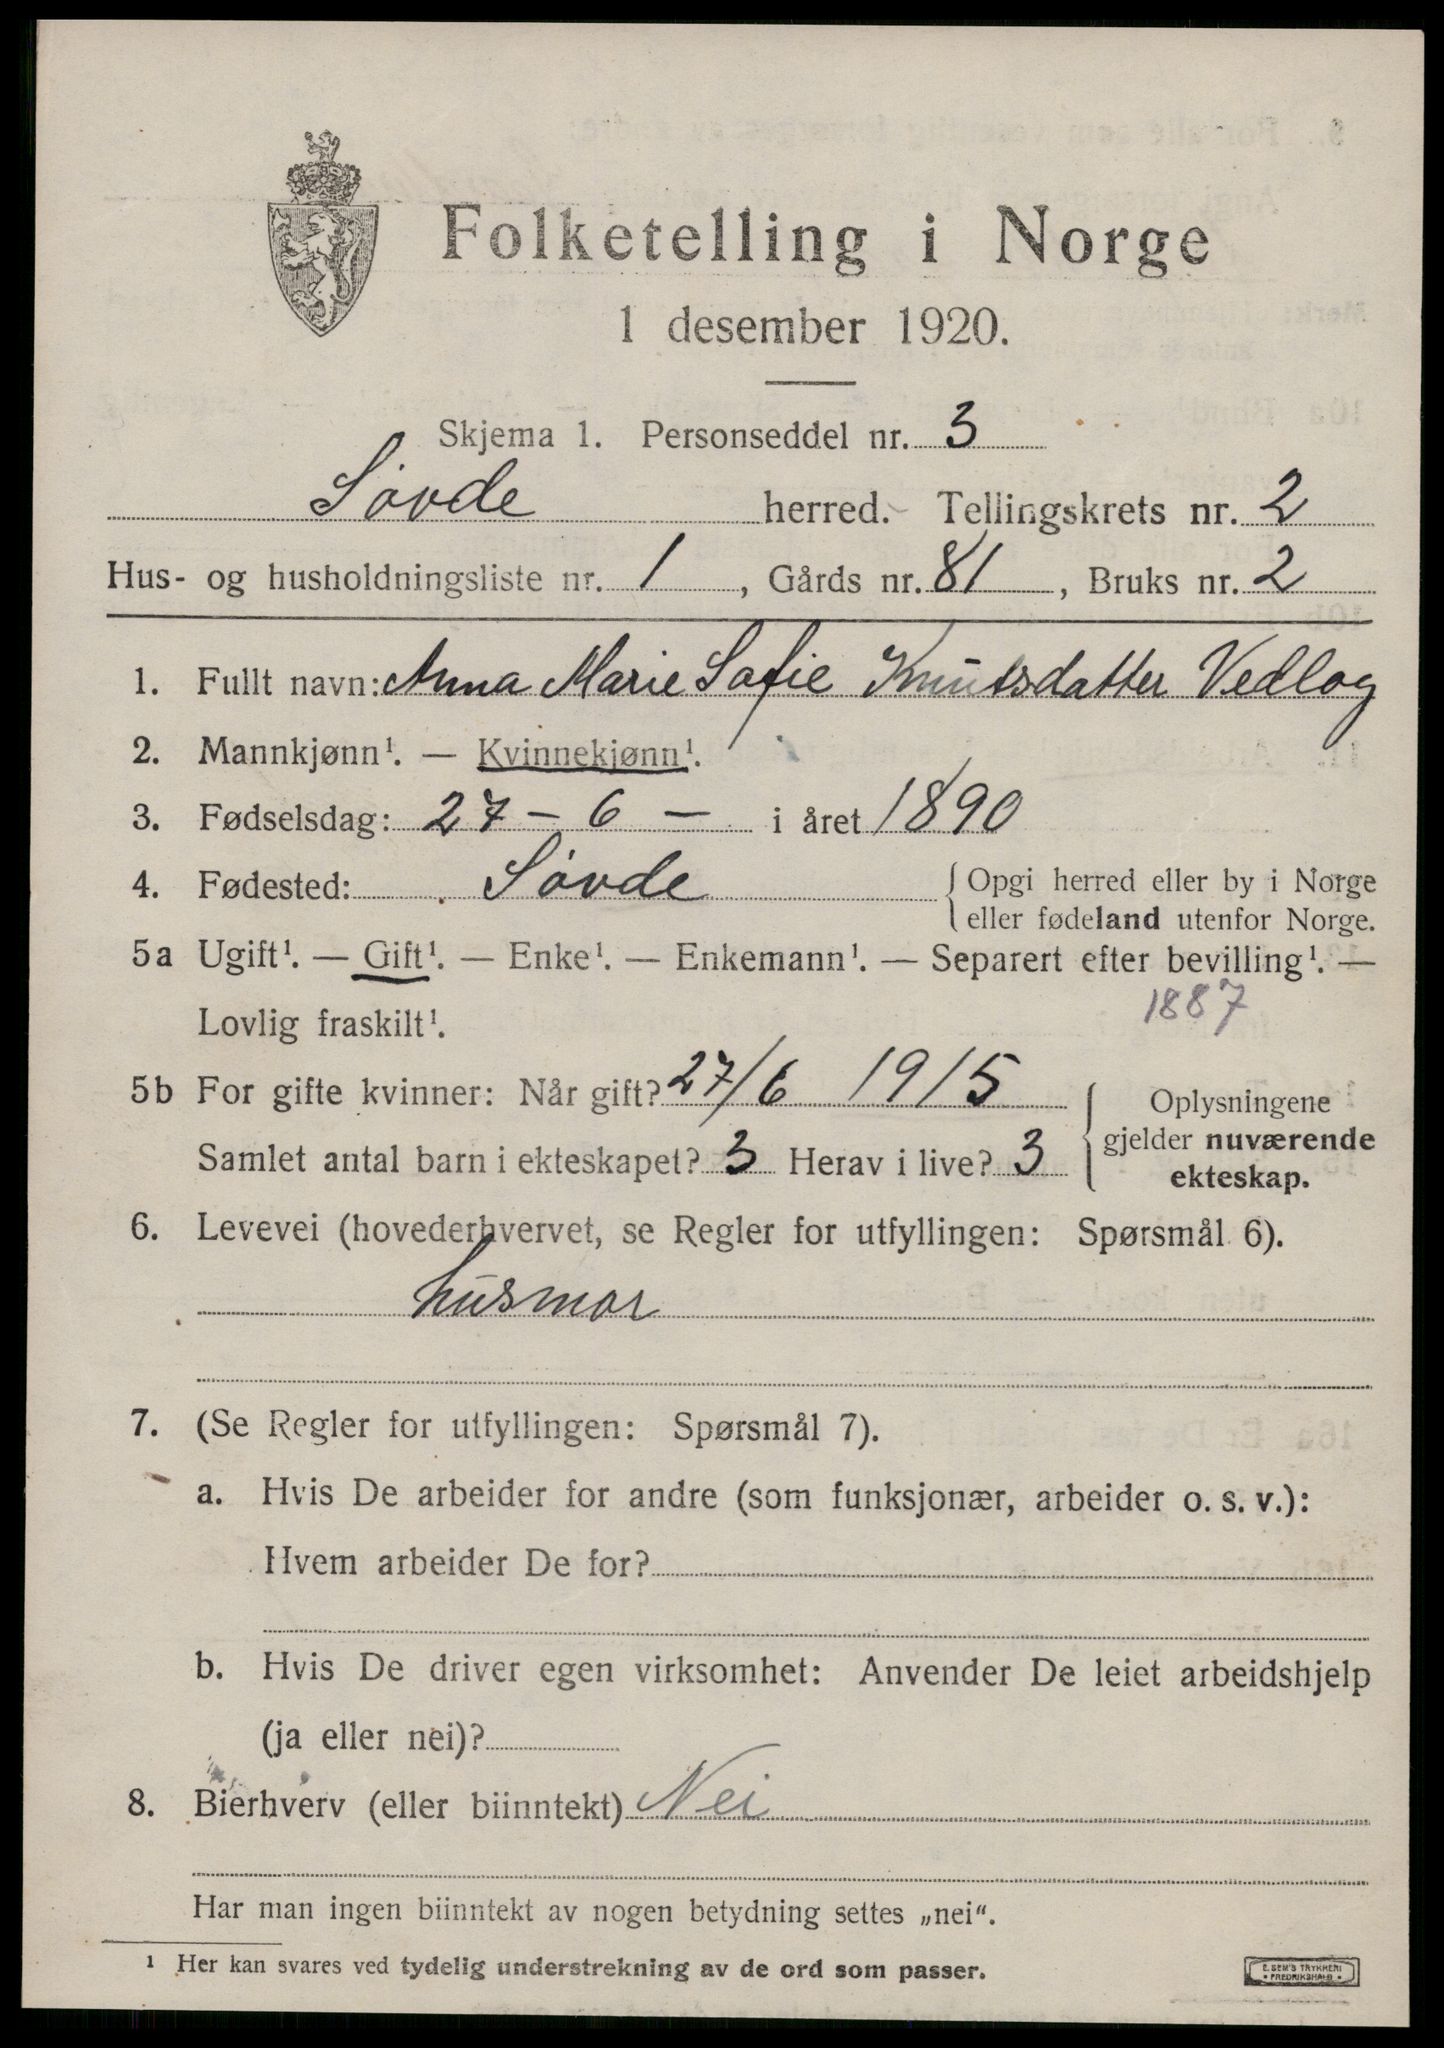 Folketelling i Norge
1 desember 1920.
Skjema 1. Personseddel nr. 3
Søvde herred. Tellingskrets nr. 2
Hus- og husholdningsliste nr. 1, Gårds nr. 81, Bruks nr. 2
1. Fullt navn: Anna Marie Sofie Knutsdatter Vedlog
2. Mannkjønn¹. — Kvinnekjønn¹.
3. Fødselsdag: 27 – 6 – i året 1890
4. Fødested: Søvde { Opgi herred eller by i Norge
eller fødeland utenfor Norge.
5a Ugift¹. — Gift¹. — Enke¹. — Enkemann¹. — Separert efter bevilling¹. —
Lovlig fraskilt¹. 1887
5b For gifte kvinner: Når gift? 27/6 1915
Samlet antal barn i ekteskapet? 3 Herav i live? 3
{ Oplysningene
gjelder nuværende
ekteskap.
6. Levevei (hovederhvervet, se Regler for utfyllingen: Spørsmål 6).
husmor
7. (Se Regler for utfyllingen: Spørsmål 7).
a. Hvis De arbeider for andre (som funksjonær, arbeider o. s. v.):
Hvem arbeider De for?
b. Hvis De driver egen virksomhet: Anvender De leiet arbeidshjelp
(ja eller nei)?
8. Bierhverv (eller biinntekt) Nei
Har man ingen biinntekt av nogen betydning settes „nei“.
¹ Her kan svares ved tydelig understrekning av de ord som passer.
E. SEM'S TRYKKERI
• FREDRIKSHALD •